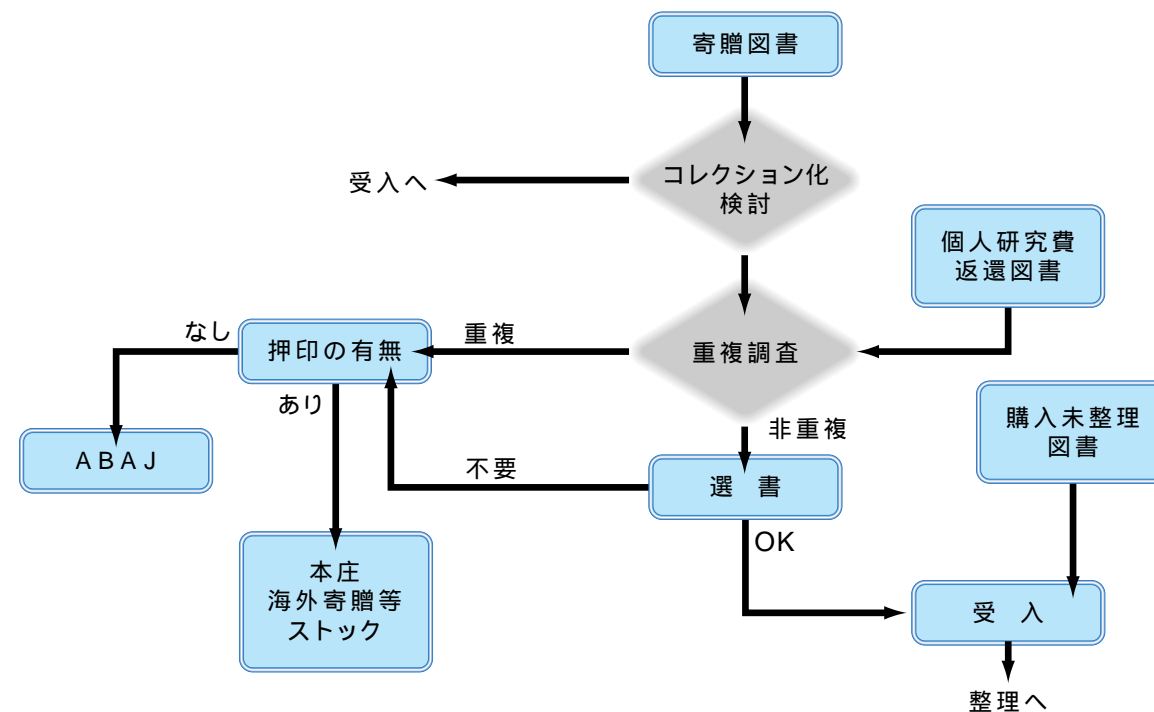 寄贈図書
コレクション化
検討
受入へ
個人研究費
返還図書
重複調査
重複
押印の有無
なし
あり
ABAJ
非重複
購入未整理
図書
選 書
不要
OK
本庄
海外寄贈等
ストック
受 入
整理へ